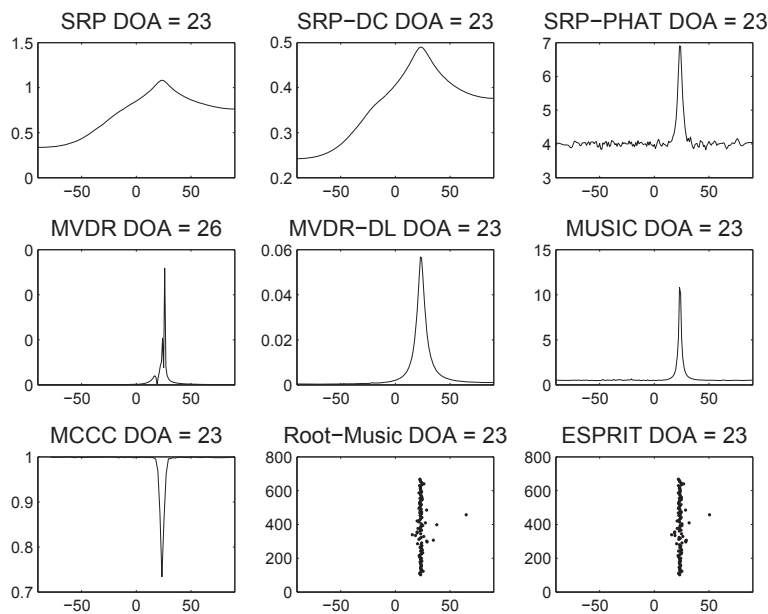 SRP DOA = 23
1.5
1
0.5
0
−50 0 50
SRP−DC DOA = 23
0.5
0.4
0.3
0.2
−50 0 50
SRP−PHAT DOA = 23
7
6
5
4
3
−50 0 50
MVDR DOA = 26
0
0
0
0
−50 0 50
MVDR−DL DOA = 23
0.06
0.04
0.02
0
−50 0 50
MUSIC DOA = 23
15
10
5
0
−50 0 50
MCCC DOA = 23
1
0.9
0.8
0.7
−50 0 50
Root−Music DOA = 23
800
600
400
200
0
−50 0 50
ESPRIT DOA = 23
800
600
400
200
0
−50 0 50